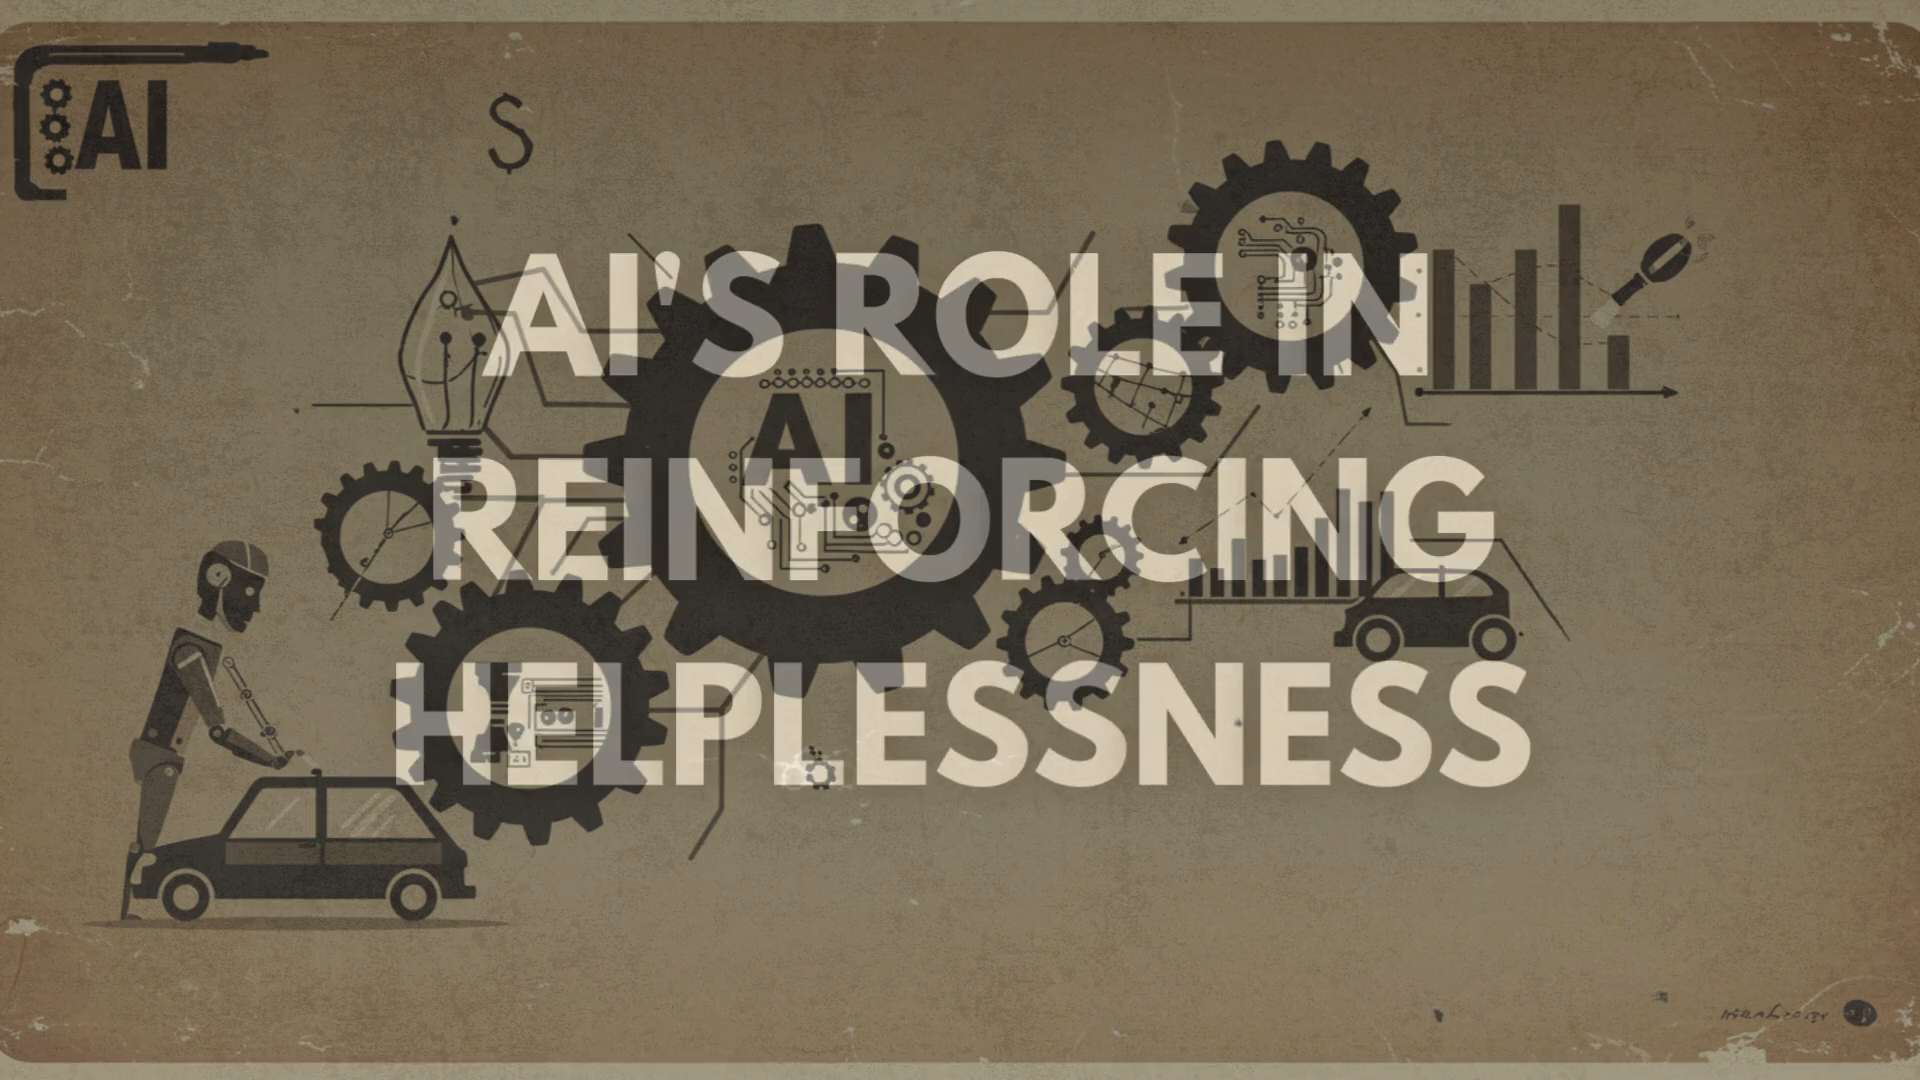 AI
$
AI'S ROLE IN
AI
REINFORCING
HELPLESSNESS